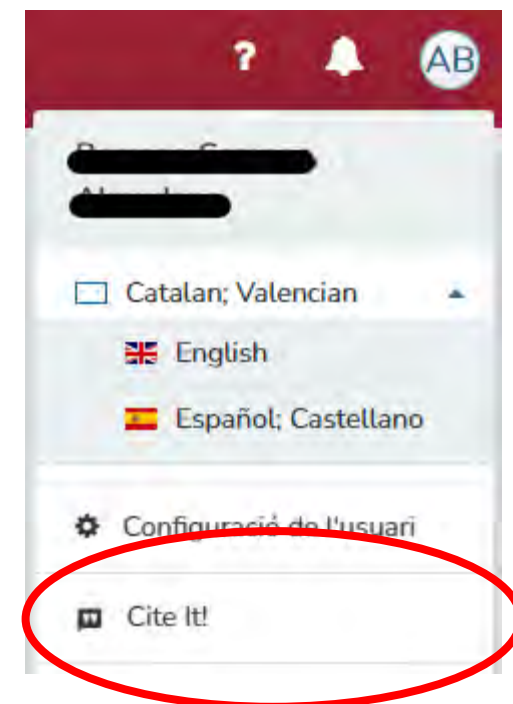 ?
AB
Catalan; Valencian
English
Español; Castellano
Configuració de l'usuari
Cite It!